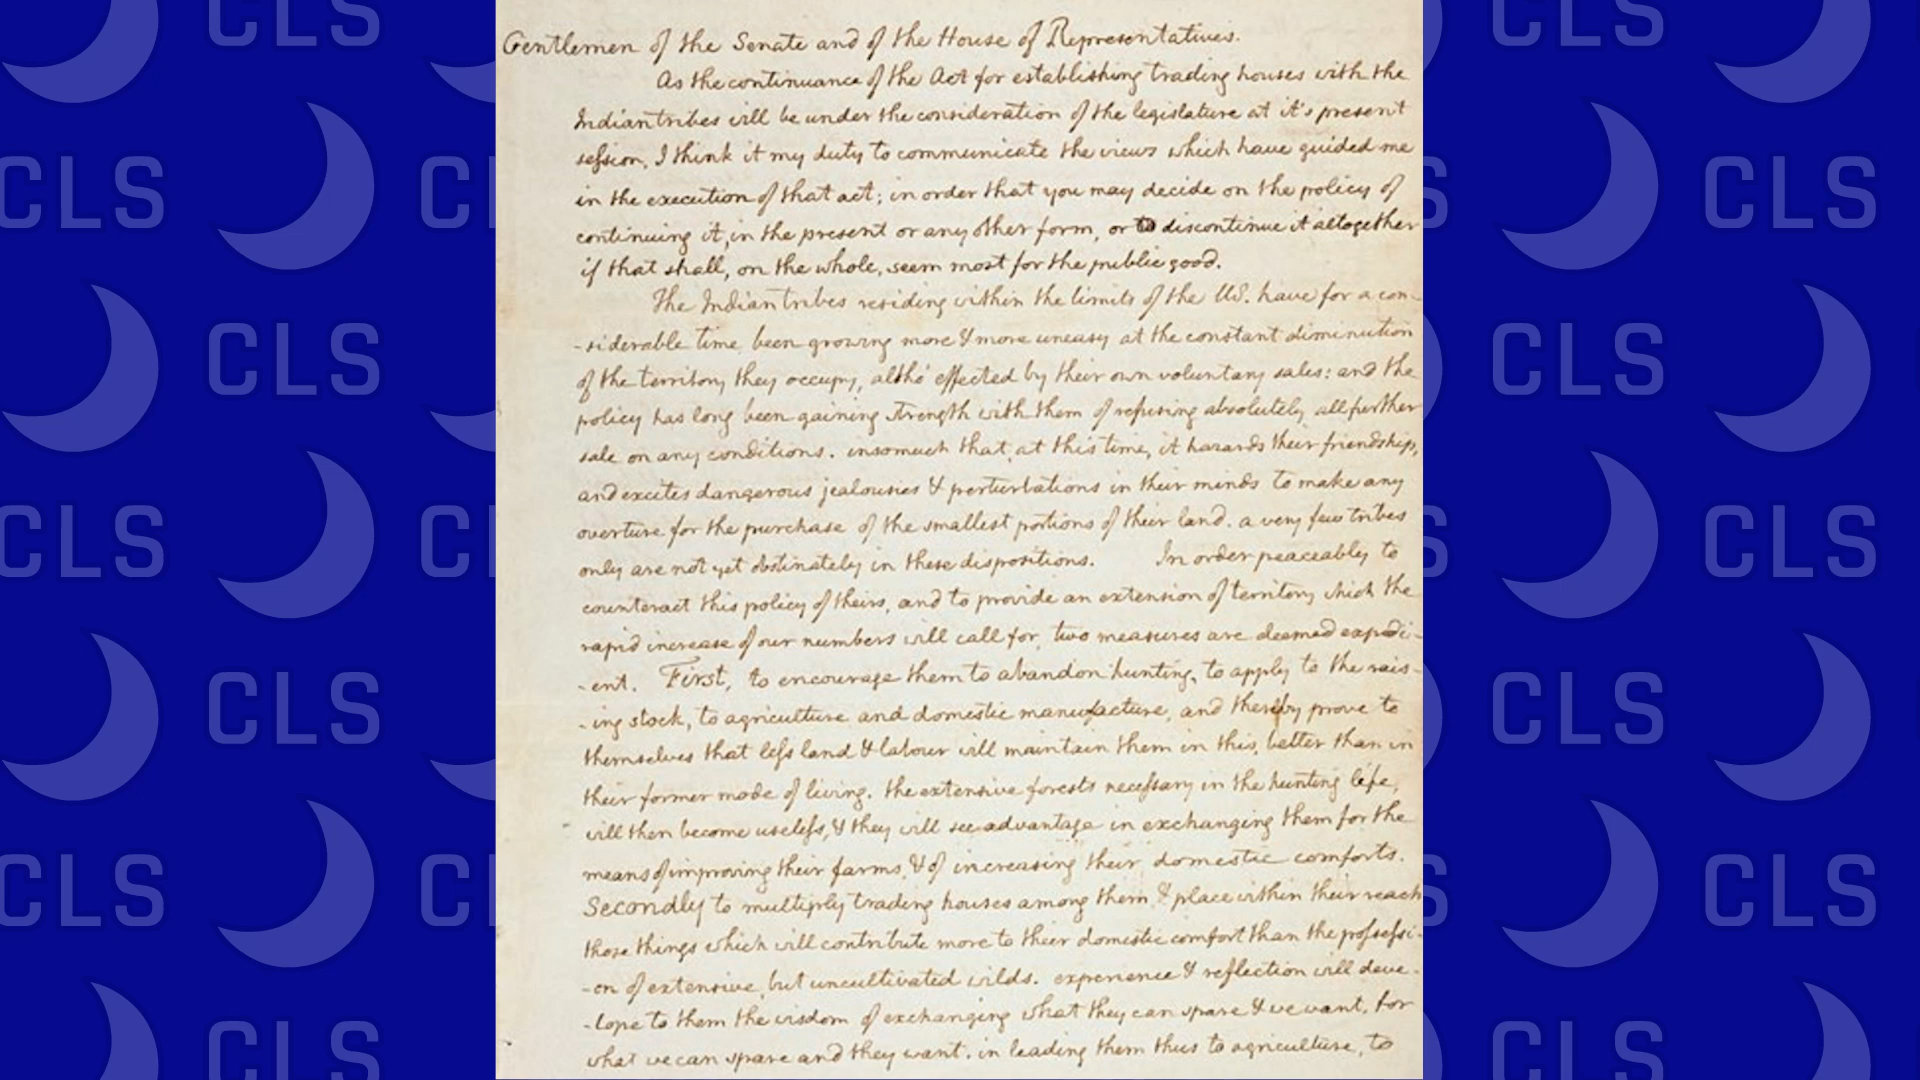 Gentlemen of the Senate and of the House of Representatives.
As the continuance of the Act for establishing trading houses with the
Indian tribes will be under the consideration of the legislature at it's present
session, I think it my duty to communicate the views which have guided me
in the execution of that act; in order that you may decide on the policy of
continuing it, in the present or any other form, or to discontinue it altogether
if that shall, on the whole, seem most for the public good.
The Indian tribes residing within the limits of the US. have for a con-
-siderable time been growing more & more uneasy at the constant diminution
of the territory they occupy, altho' effected by their own voluntary sales: and the
policy has long been gaining strength with them of refusing absolutely all further
sale on any conditions. insomuch that, at this time, it hazards their friendship,
and excites dangerous jealousies & perturbations in their minds to make any
overture for the purchase of the smallest portions of their land. a very few tribes
only are not yet obstinately in these dispositions. In order peaceably to
counteract this policy of theirs, and to provide an extension of territory which the
rapid increase of our numbers will call for, two measures are deemed expedi-
-ent. First, to encourage them to abandon hunting, to apply to the rais-
-ing stock, to agriculture and domestic manufacture, and thereby prove to
themselves that less land & labour will maintain them in this, better than in
their former mode of living. the extensive forests necessary in the hunting life,
will then become useless, & they will see advantage in exchanging them for the
means of improving their farms, & of increasing their domestic comforts.
Secondly to multiply trading houses among them & place within their reach
those things which will contribute more to their domestic comfort than the possessi-
-on of extensive, but uncultivated wilds. experience & reflection will deve-
-lope to them the wisdom of exchanging what they can spare & we want, for
what we can spare and they want. in leading them thus to agriculture, to
CLS
CLS
CLS
CLS
CLS
CLS
CLS
CLS
CLS
CLS
CLS
CLS
CLS
CLS